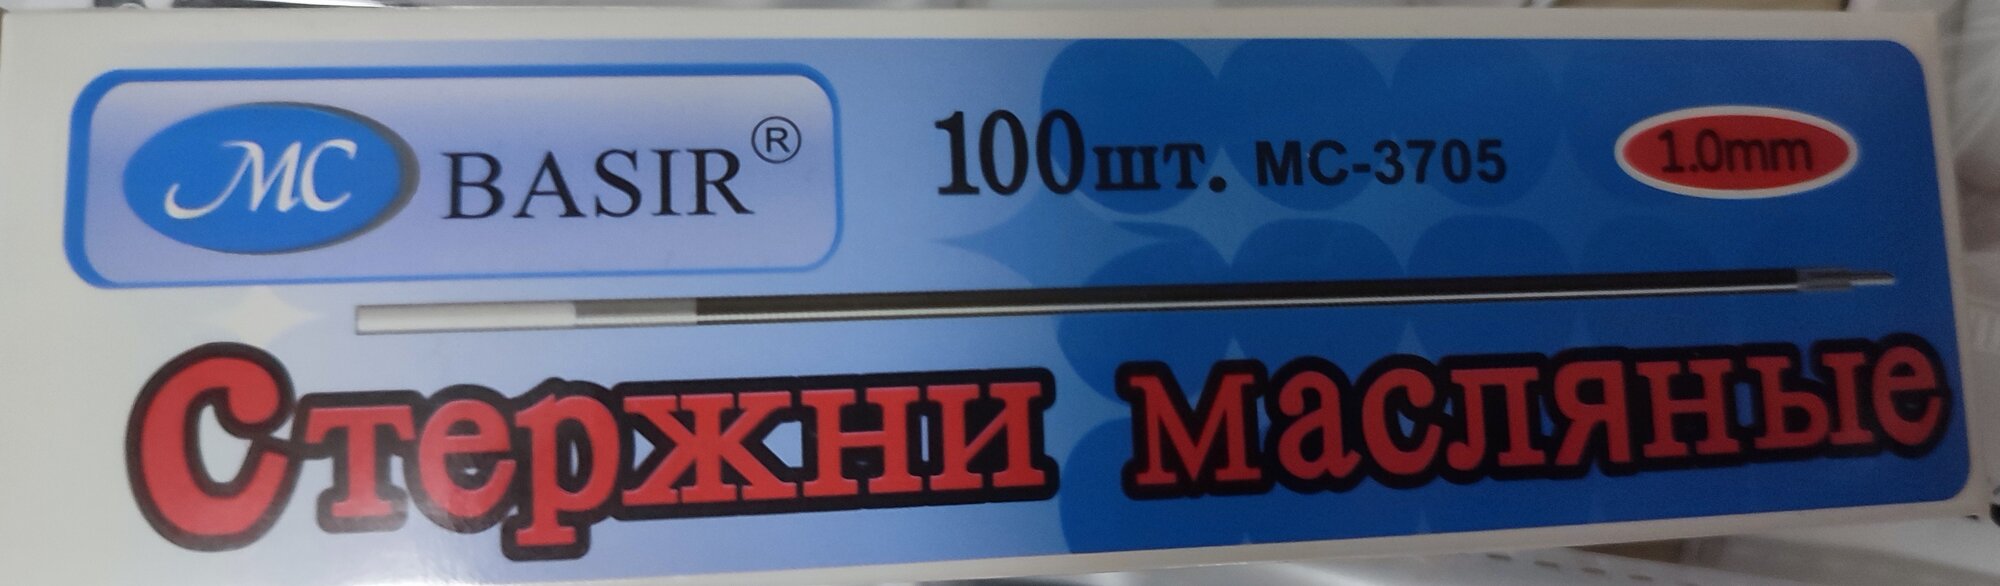 MC BASIR® 100шт. MC-3705 1.0mm
Стержни масляные